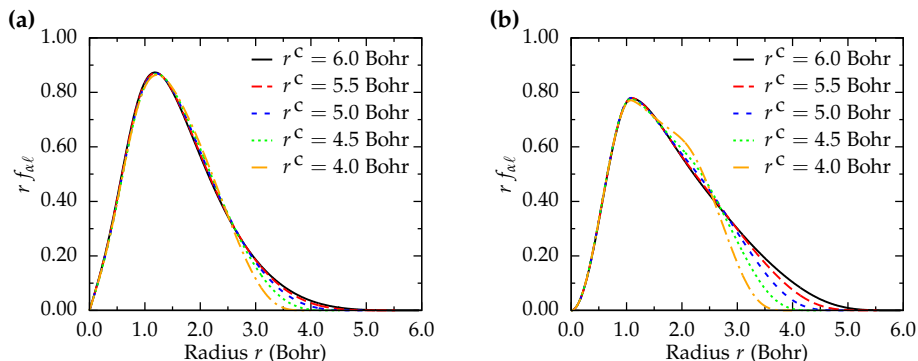 (a)
1.00
0.80
0.60
0.40
0.20
0.00
r f_{αℓ}
r^c = 6.0 Bohr
r^c = 5.5 Bohr
r^c = 5.0 Bohr
r^c = 4.5 Bohr
r^c = 4.0 Bohr
0.0 1.0 2.0 3.0 4.0 5.0 6.0
Radius r (Bohr)
(b)
1.00
0.80
0.60
0.40
0.20
0.00
r f_{αℓ}
r^c = 6.0 Bohr
r^c = 5.5 Bohr
r^c = 5.0 Bohr
r^c = 4.5 Bohr
r^c = 4.0 Bohr
0.0 1.0 2.0 3.0 4.0 5.0 6.0
Radius r (Bohr)